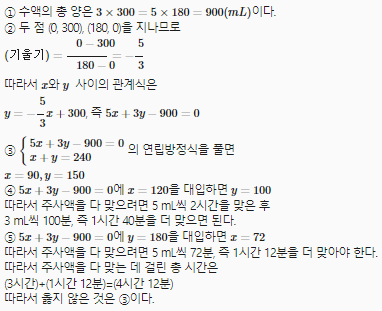 ① 수액의 총 양은 3 × 300 = 5 × 180 = 900(mL)이다.
② 두 점 (0, 300), (180, 0)을 지나므로
(기울기) = \frac{0 - 300}{180 - 0} = -\frac{5}{3}
따라서 x와 y 사이의 관계식은
y = -\frac{5}{3}x + 300, 즉 5x + 3y - 900 = 0
③ \begin{cases} 5x + 3y - 900 = 0 \\ x + y = 240 \end{cases} 의 연립방정식을 풀면
x = 90, y = 150
④ 5x + 3y - 900 = 0에 x = 120을 대입하면 y = 100
따라서 주사액을 다 맞으려면 5 mL씩 2시간을 맞은 후
3 mL씩 100분, 즉 1시간 40분을 더 맞으면 된다.
⑤ 5x + 3y - 900 = 0에 y = 180을 대입하면 x = 72
따라서 주사액을 다 맞으려면 5 mL씩 72분, 즉 1시간 12분을 더 맞아야 한다.
따라서 주사액을 다 맞는 데 걸린 총 시간은
(3시간)+(1시간 12분)=(4시간 12분)
따라서 옳지 않은 것은 ③이다.